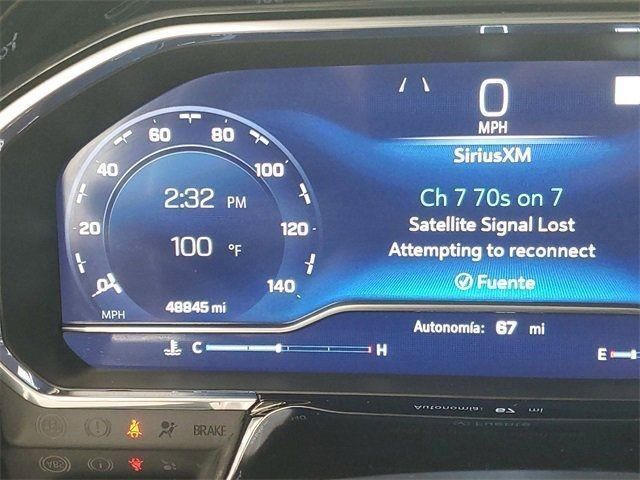 0
MPH
60 80
40 100
SiriusXM
2:32 PM
Ch 7 70s on 7
20 120
Satellite Signal Lost
100 °F
Attempting to reconnect
0 140
Fuente
48845 mi
MPH
Autonomía: 67 mi
C H
E
BRAKE